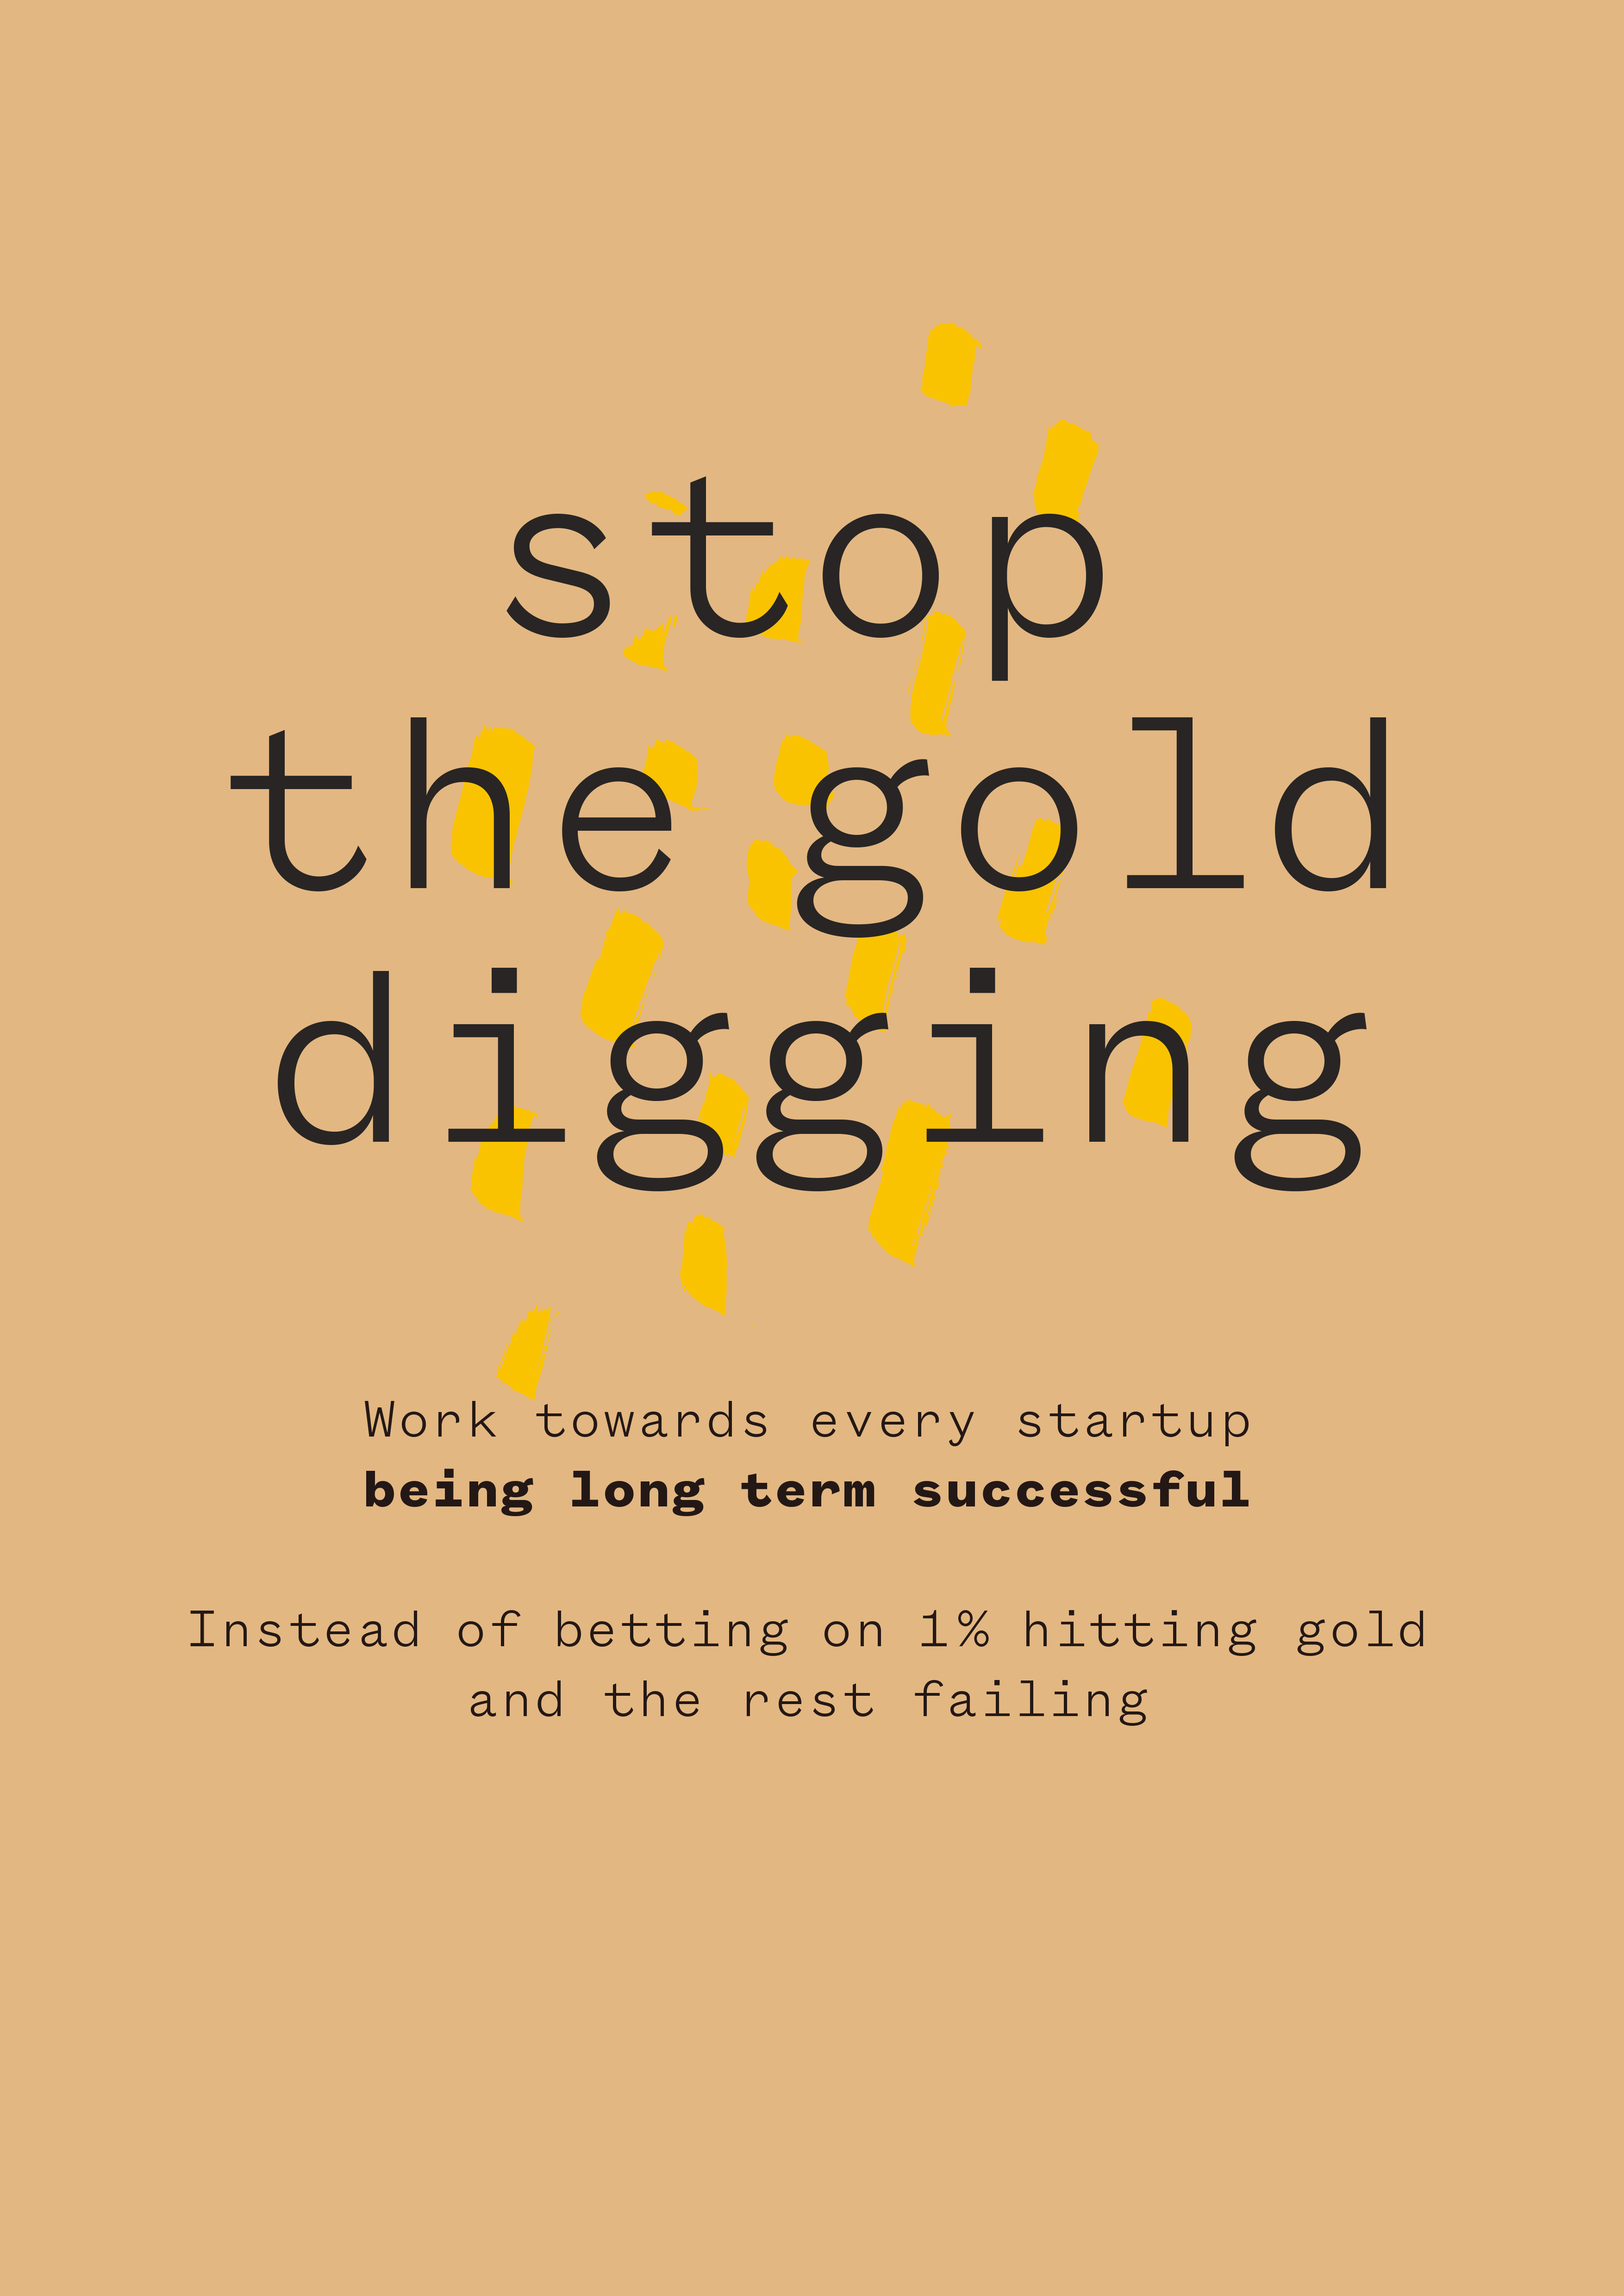 stop
the gold
digging
Work towards every startup
being long term successful
Instead of betting on 1% hitting gold
and the rest failing